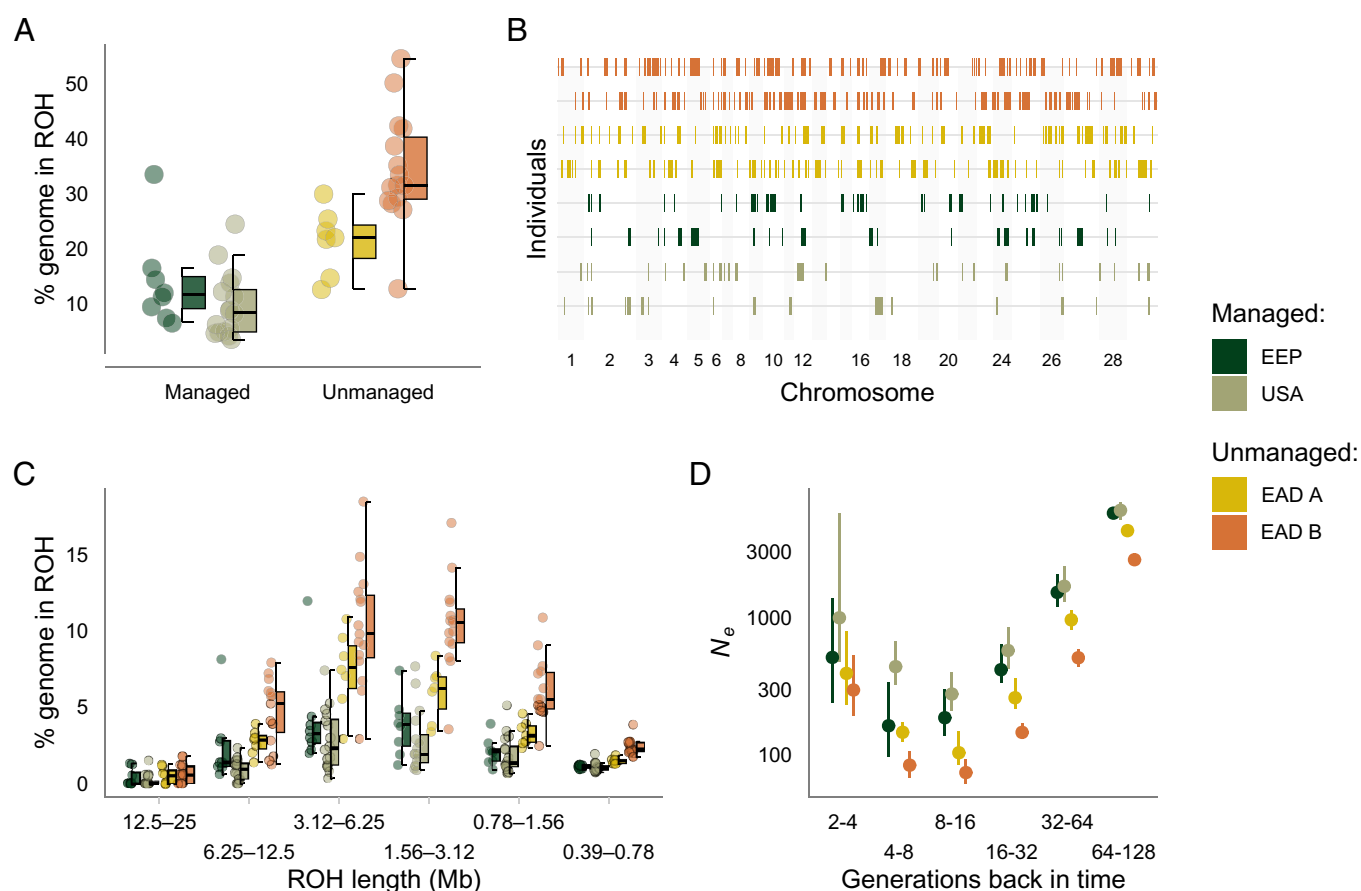 A
% genome in ROH
50
40
30
20
10
Managed
Unmanaged
B
Individuals
1 2 3 4 5 6 8 10 12 16 18 20 24 26 28
Chromosome
Managed:
EEP
USA
Unmanaged:
EAD A
EAD B
C
% genome in ROH
15
10
5
0
12.5–25
6.25–12.5
3.12–6.25
1.56–3.12
0.78–1.56
0.39–0.78
ROH length (Mb)
D
Ne
3000
1000
300
100
2-4
4-8
8-16
16-32
32-64
64-128
Generations back in time